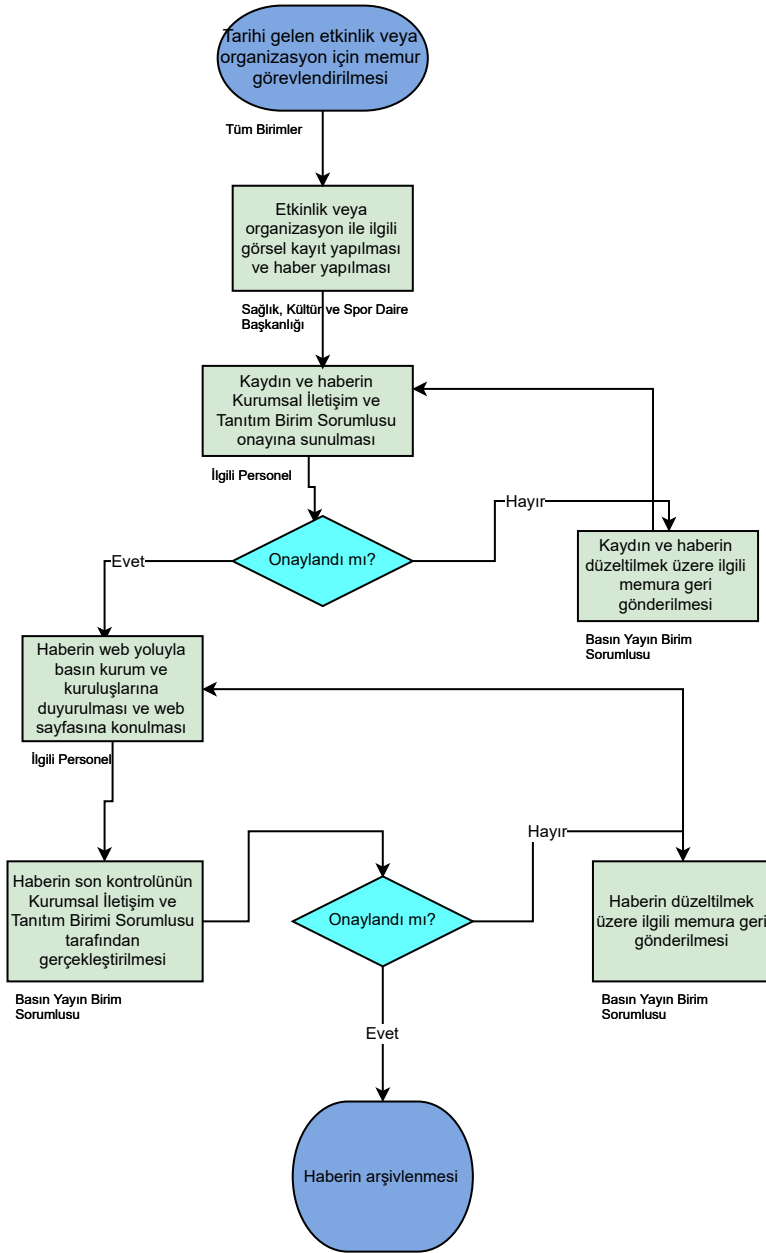 Tarihi gelen etkinlik veya
organizasyon için memur
görevlendirilmesi
Tüm Birimler
Etkinlik veya
organizasyon ile ilgili
görsel kayıt yapılması
ve haber yapılması
Sağlık, Kültür ve Spor Daire
Başkanlığı
Kaydın ve haberin
Kurumsal İletişim ve
Tanıtım Birim Sorumlusu
onayına sunulması
İlgili Personel
Onaylandı mı?
Hayır
Kaydın ve haberin
düzeltilmek üzere ilgili
memura geri
gönderilmesi
Basın Yayın Birim
Sorumlusu
Evet
Haberin web yoluyla
basın kurum ve
kuruluşlarına
duyurulması ve web
sayfasına konulması
İlgili Personel
Haberin son kontrolünün
Kurumsal İletişim ve
Tanıtım Birimi Sorumlusu
tarafından
gerçekleştirilmesi
Basın Yayın Birim
Sorumlusu
Onaylandı mı?
Hayır
Haberin düzeltilmek
üzere ilgili memura geri
gönderilmesi
Basın Yayın Birim
Sorumlusu
Evet
Haberin arşivlenmesi